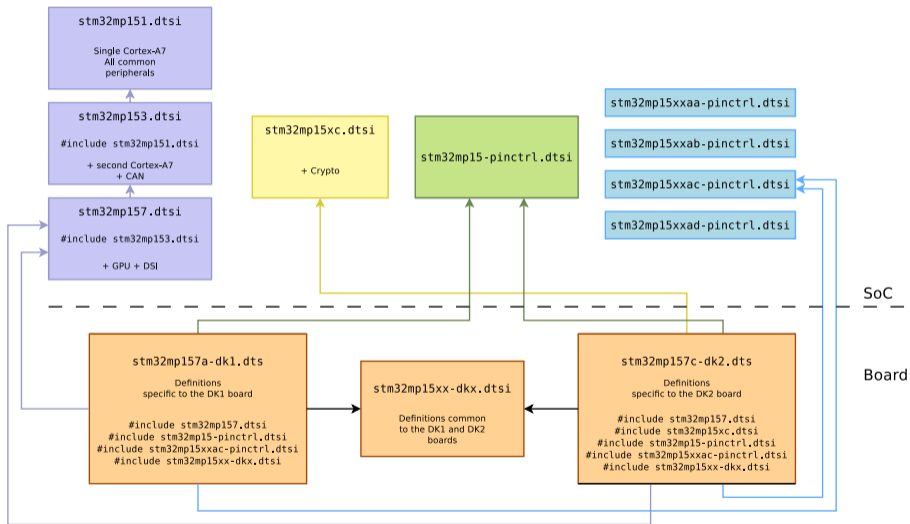 stm32mp151.dtsi
Single Cortex-A7
All common
peripherals
stm32mp153.dtsi
#include stm32mp151.dtsi
+ second Cortex-A7
+ CAN
stm32mp157.dtsi
#include stm32mp153.dtsi
+ GPU + DSI
stm32mp15xc.dtsi
+ Crypto
stm32mp15-pinctrl.dtsi
stm32mp15xxaa-pinctrl.dtsi
stm32mp15xxab-pinctrl.dtsi
stm32mp15xxac-pinctrl.dtsi
stm32mp15xxad-pinctrl.dtsi
SoC
Board
stm32mp157a-dk1.dts
Definitions
specific to the DK1 board
#include stm32mp157.dtsi
#include stm32mp15-pinctrl.dtsi
#include stm32mp15xxac-pinctrl.dtsi
#include stm32mp15xx-dkx.dtsi
stm32mp15xx-dkx.dtsi
Definitions common
to the DK1 and DK2
boards
stm32mp157c-dk2.dts
Definitions
specific to the DK2 board
#include stm32mp157.dtsi
#include stm32mp15xc.dtsi
#include stm32mp15-pinctrl.dtsi
#include stm32mp15xxac-pinctrl.dtsi
#include stm32mp15xx-dkx.dtsi